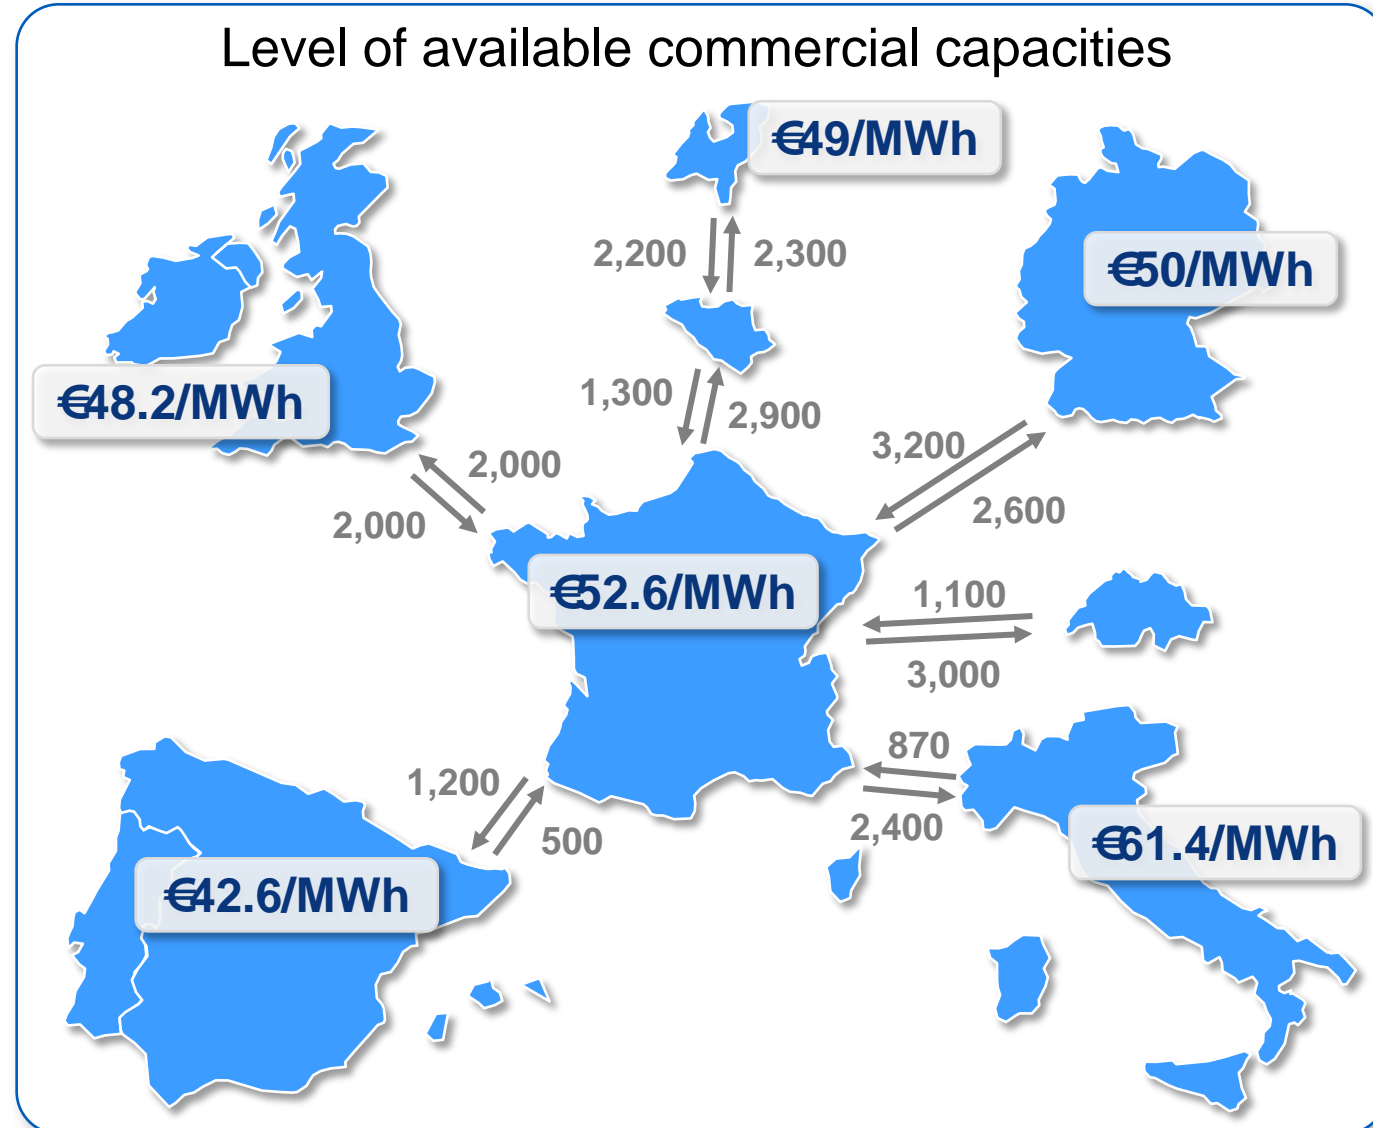 Level of available commercial capacities
€49/MWh
2,200
2,300
€50/MWh
€48.2/MWh
1,300
2,900
3,200
2,000
2,600
2,000
€52.6/MWh
1,100
3,000
870
1,200
2,400
500
€61.4/MWh
€42.6/MWh